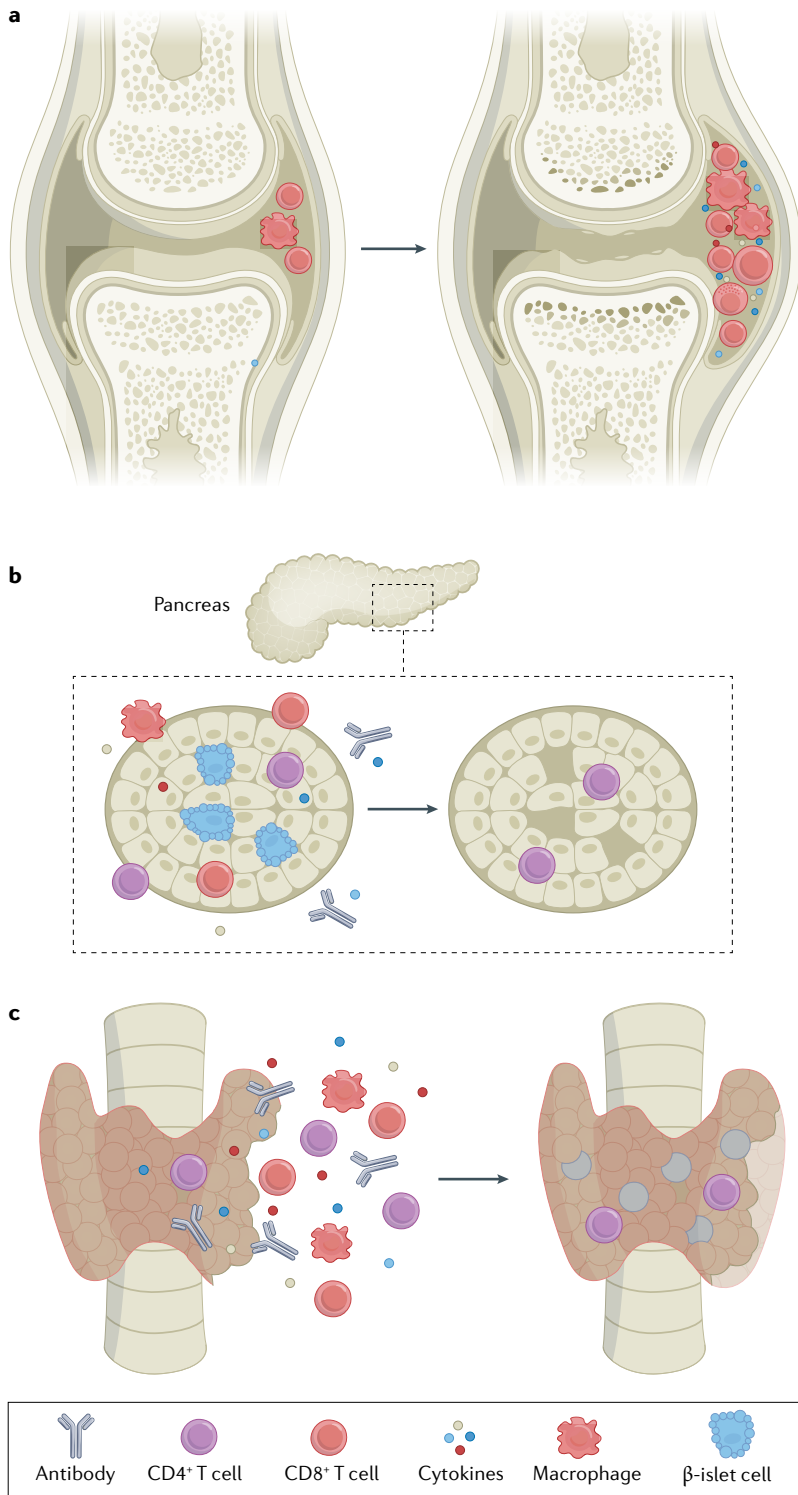 a
b
Pancreas
c
Antibody
CD4⁺ T cell
CD8⁺ T cell
Cytokines
Macrophage
β-islet cell